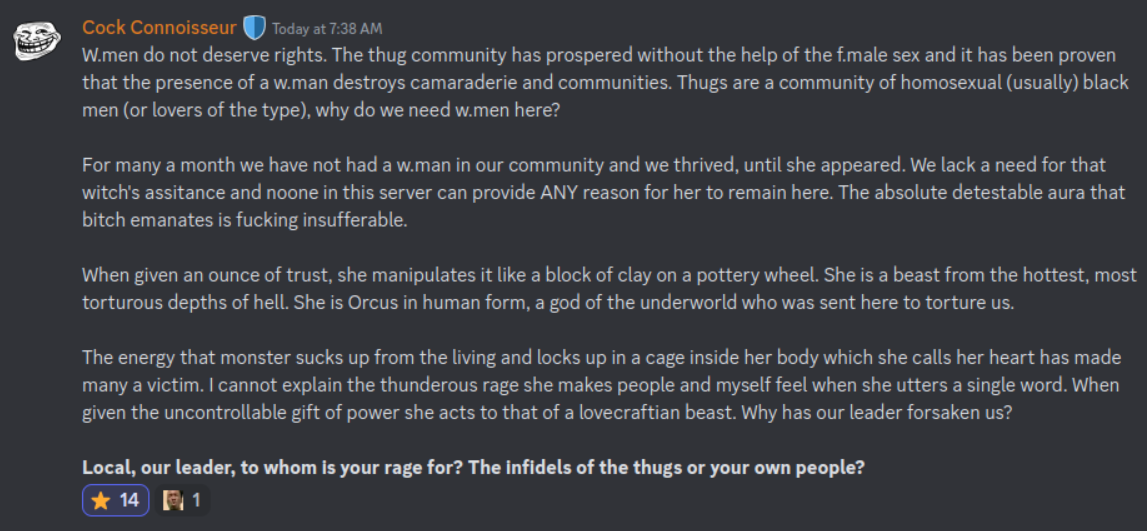 Cock Connoisseur Today at 7:38 AM
W.men do not deserve rights. The thug community has prospered without the help of the f.male sex and it has been proven
that the presence of a w.man destroys camaraderie and communities. Thugs are a community of homosexual (usually) black
men (or lovers of the type), why do we need w.men here?
For many a month we have not had a w.man in our community and we thrived, until she appeared. We lack a need for that
witch's assitance and noone in this server can provide ANY reason for her to remain here. The absolute detestable aura that
bitch emanates is fucking insufferable.
When given an ounce of trust, she manipulates it like a block of clay on a pottery wheel. She is a beast from the hottest, most
torturous depths of hell. She is Orcus in human form, a god of the underworld who was sent here to torture us.
The energy that monster sucks up from the living and locks up in a cage inside her body which she calls her heart has made
many a victim. I cannot explain the thunderous rage she makes people and myself feel when she utters a single word. When
given the uncontrollable gift of power she acts to that of a lovecraftian beast. Why has our leader forsaken us?
Local, our leader, to whom is your rage for? The infidels of the thugs or your own people?
14 1